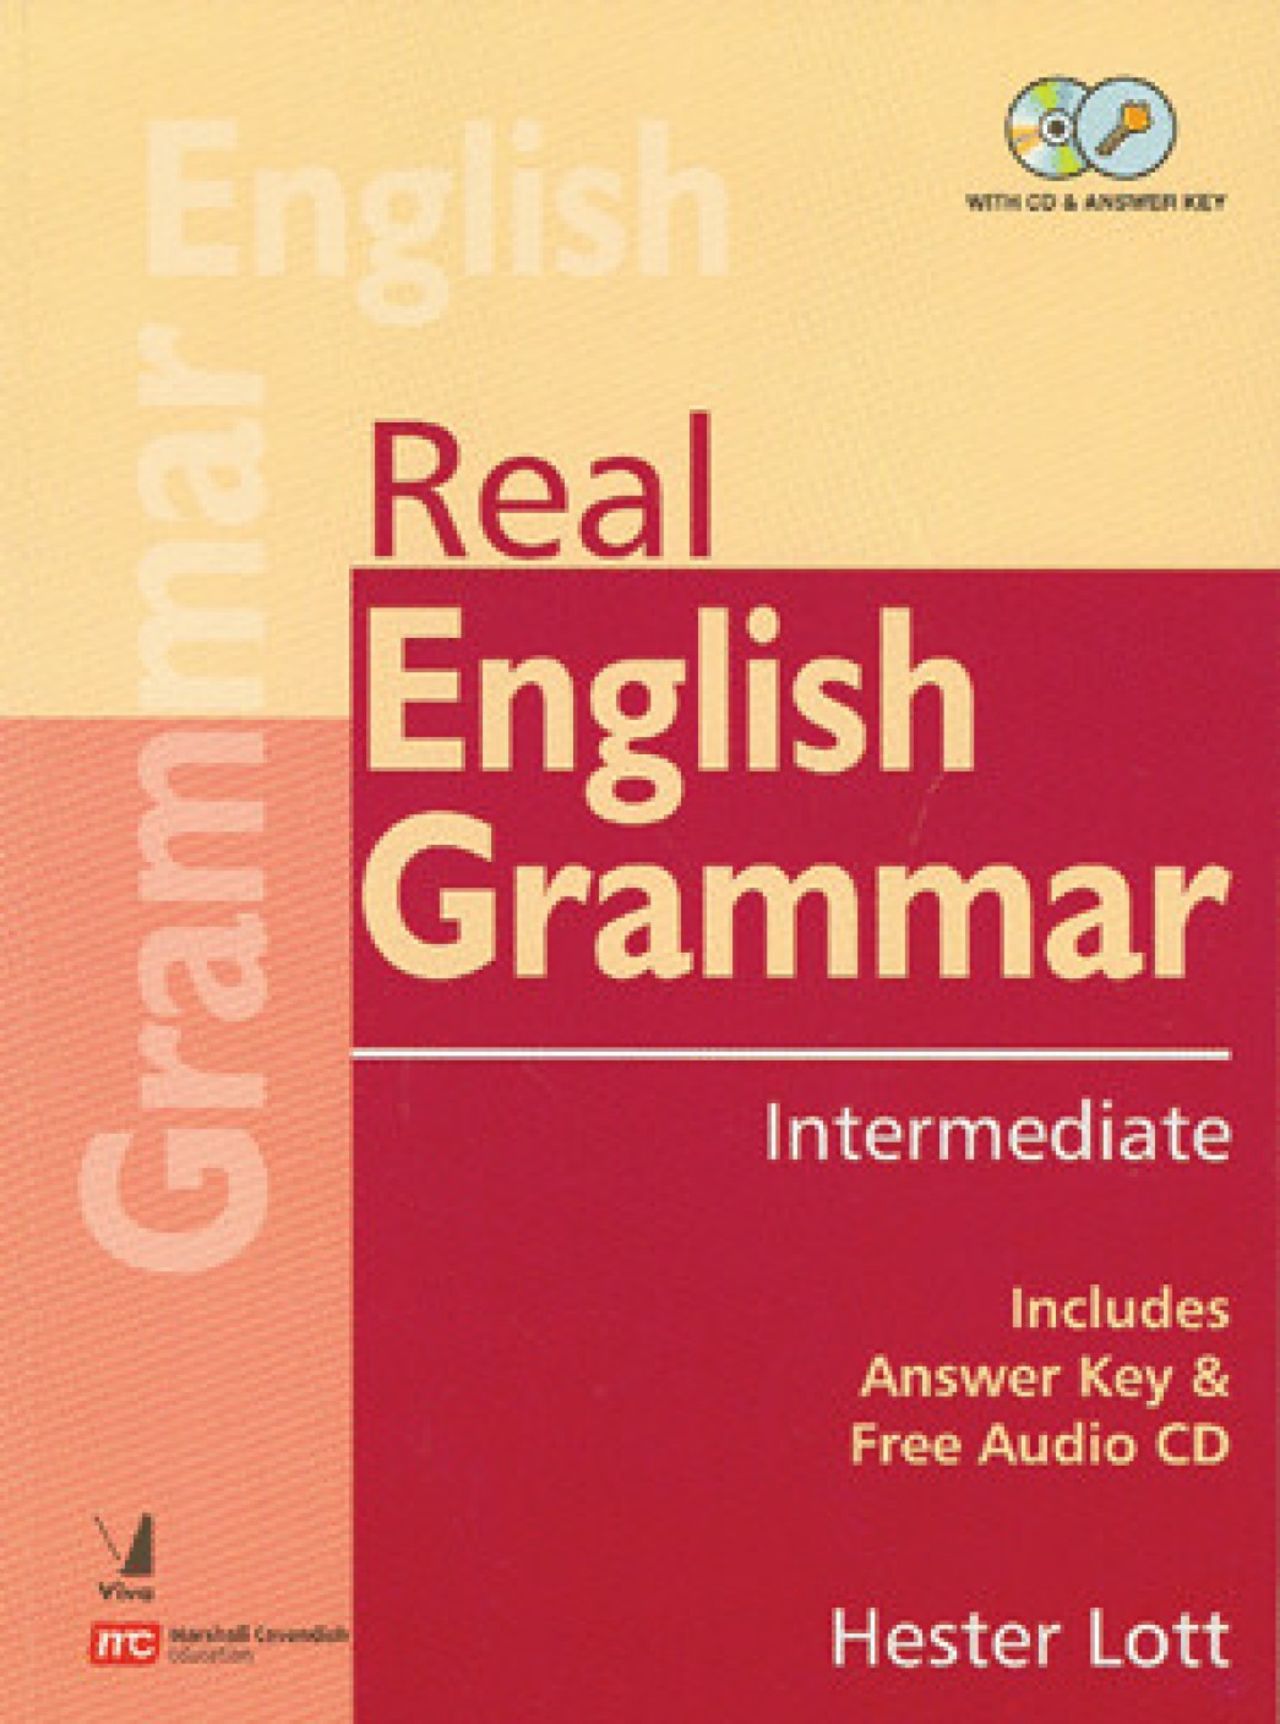 WITH CD & ANSWER KEY
English
Grammar
Real
English
Grammar
Intermediate
Includes
Answer Key &
Free Audio CD
Viva
MC Marshall Cavendish
Education
Hester Lott